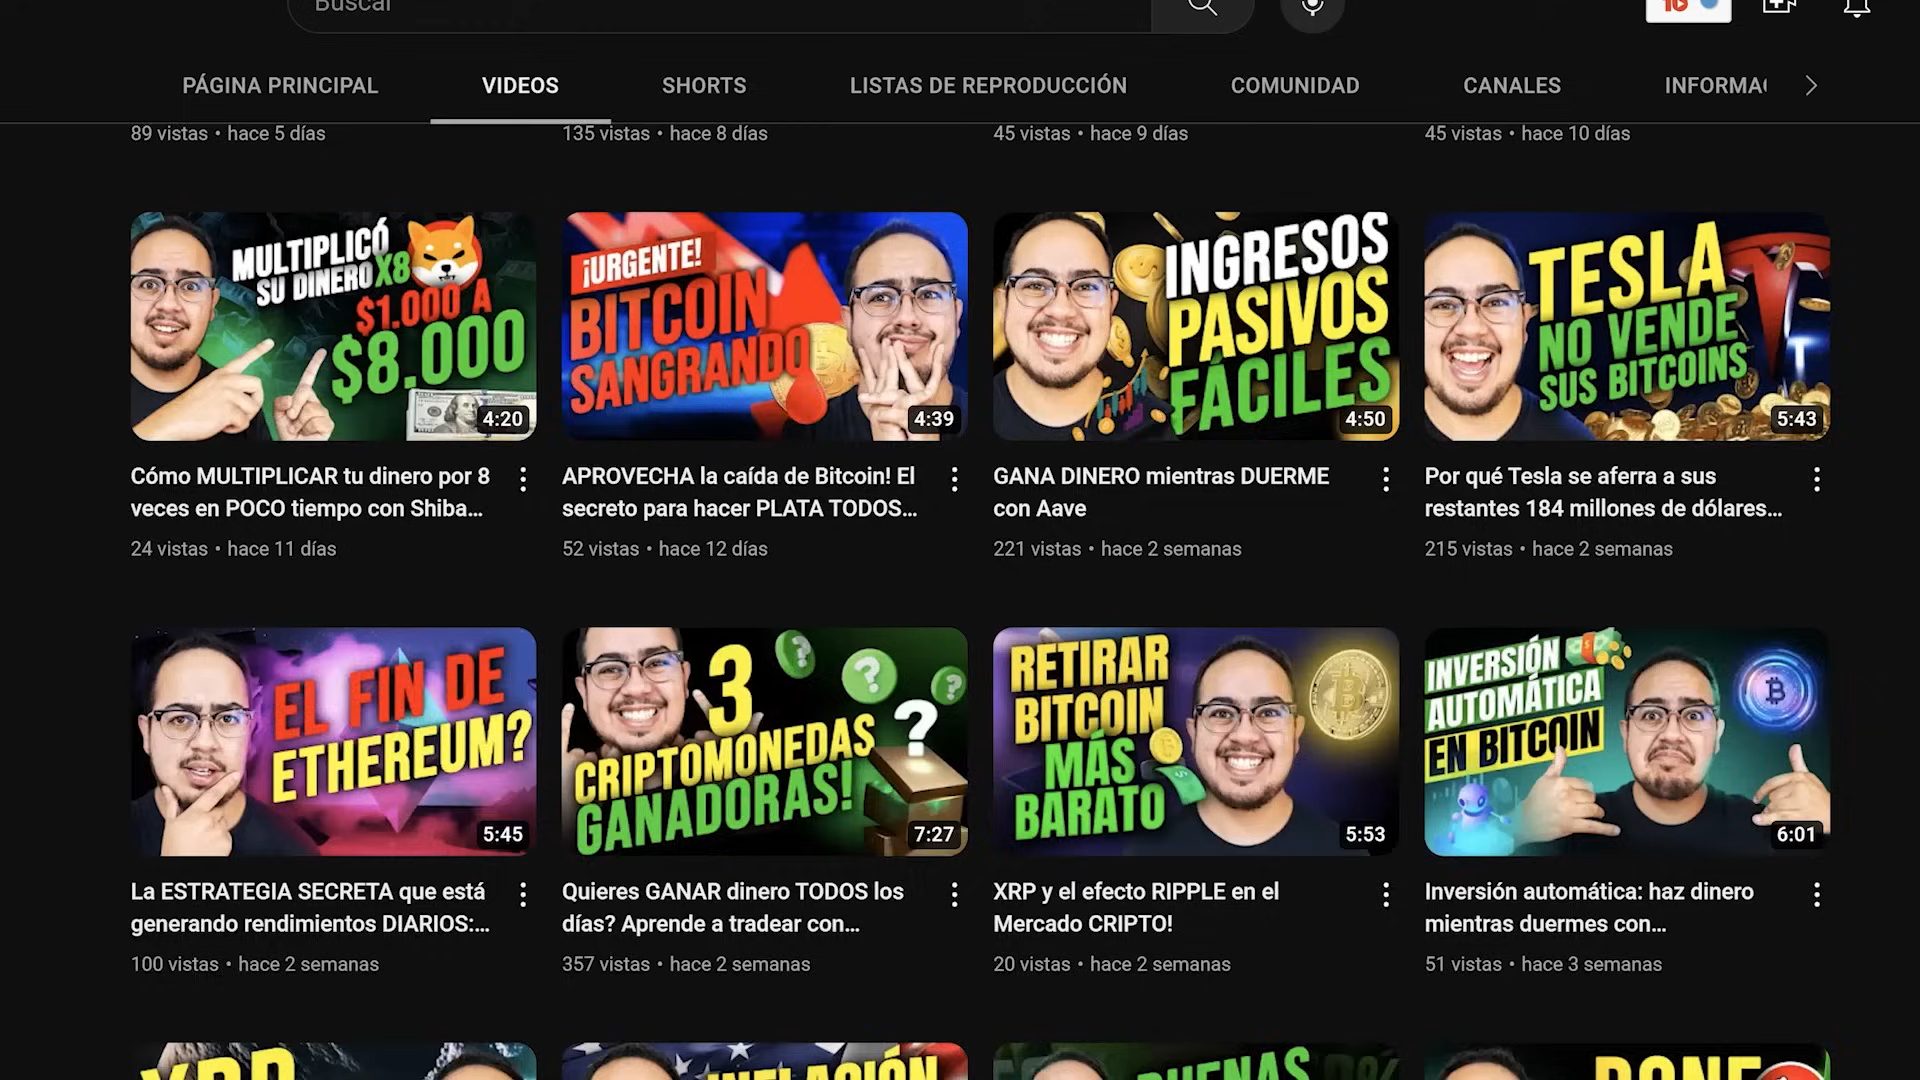 Buscar
PÁGINA PRINCIPAL
VIDEOS
SHORTS
LISTAS DE REPRODUCCIÓN
COMUNIDAD
CANALES
89 vistas • hace 5 días
135 vistas • hace 8 días
45 vistas • hace 9 días
45 vistas • hace 10 días
MULTIPLICÓ
SU DINERO X8
$1.000 A
$8.000
4:20
¡URGENTE!
BITCOIN
SANGRANDO
4:39
INGRESOS
PASIVOS
FÁCILES
4:50
TESLA
NO VENDE
SUS BITCOINS
5:43
Cómo MULTIPLICAR tu dinero por 8
veces en POCO tiempo con Shiba...
24 vistas • hace 11 días
APROVECHA la caída de Bitcoin! El
secreto para hacer PLATA TODOS...
52 vistas • hace 12 días
GANA DINERO mientras DUERME
con Aave
221 vistas • hace 2 semanas
Por qué Tesla se aferra a sus
restantes 184 millones de dólares...
215 vistas • hace 2 semanas
EL FIN DE
ETHEREUM?
5:45
3
CRIPTOMONEDAS
GANADORAS!
7:27
RETIRAR
BITCOIN
MÁS
BARATO
5:53
INVERSIÓN
AUTOMÁTICA
EN BITCOIN
6:01
La ESTRATEGIA SECRETA que está
generando rendimientos DIARIOS:...
100 vistas • hace 2 semanas
Quieres GANAR dinero TODOS los
días? Aprende a tradear con...
357 vistas • hace 2 semanas
XRP y el efecto RIPPLE en el
Mercado CRIPTO!
20 vistas • hace 2 semanas
Inversión automática: haz dinero
mientras duermes con...
51 vistas • hace 3 semanas
XRP
INFLACIÓN
BUENAS